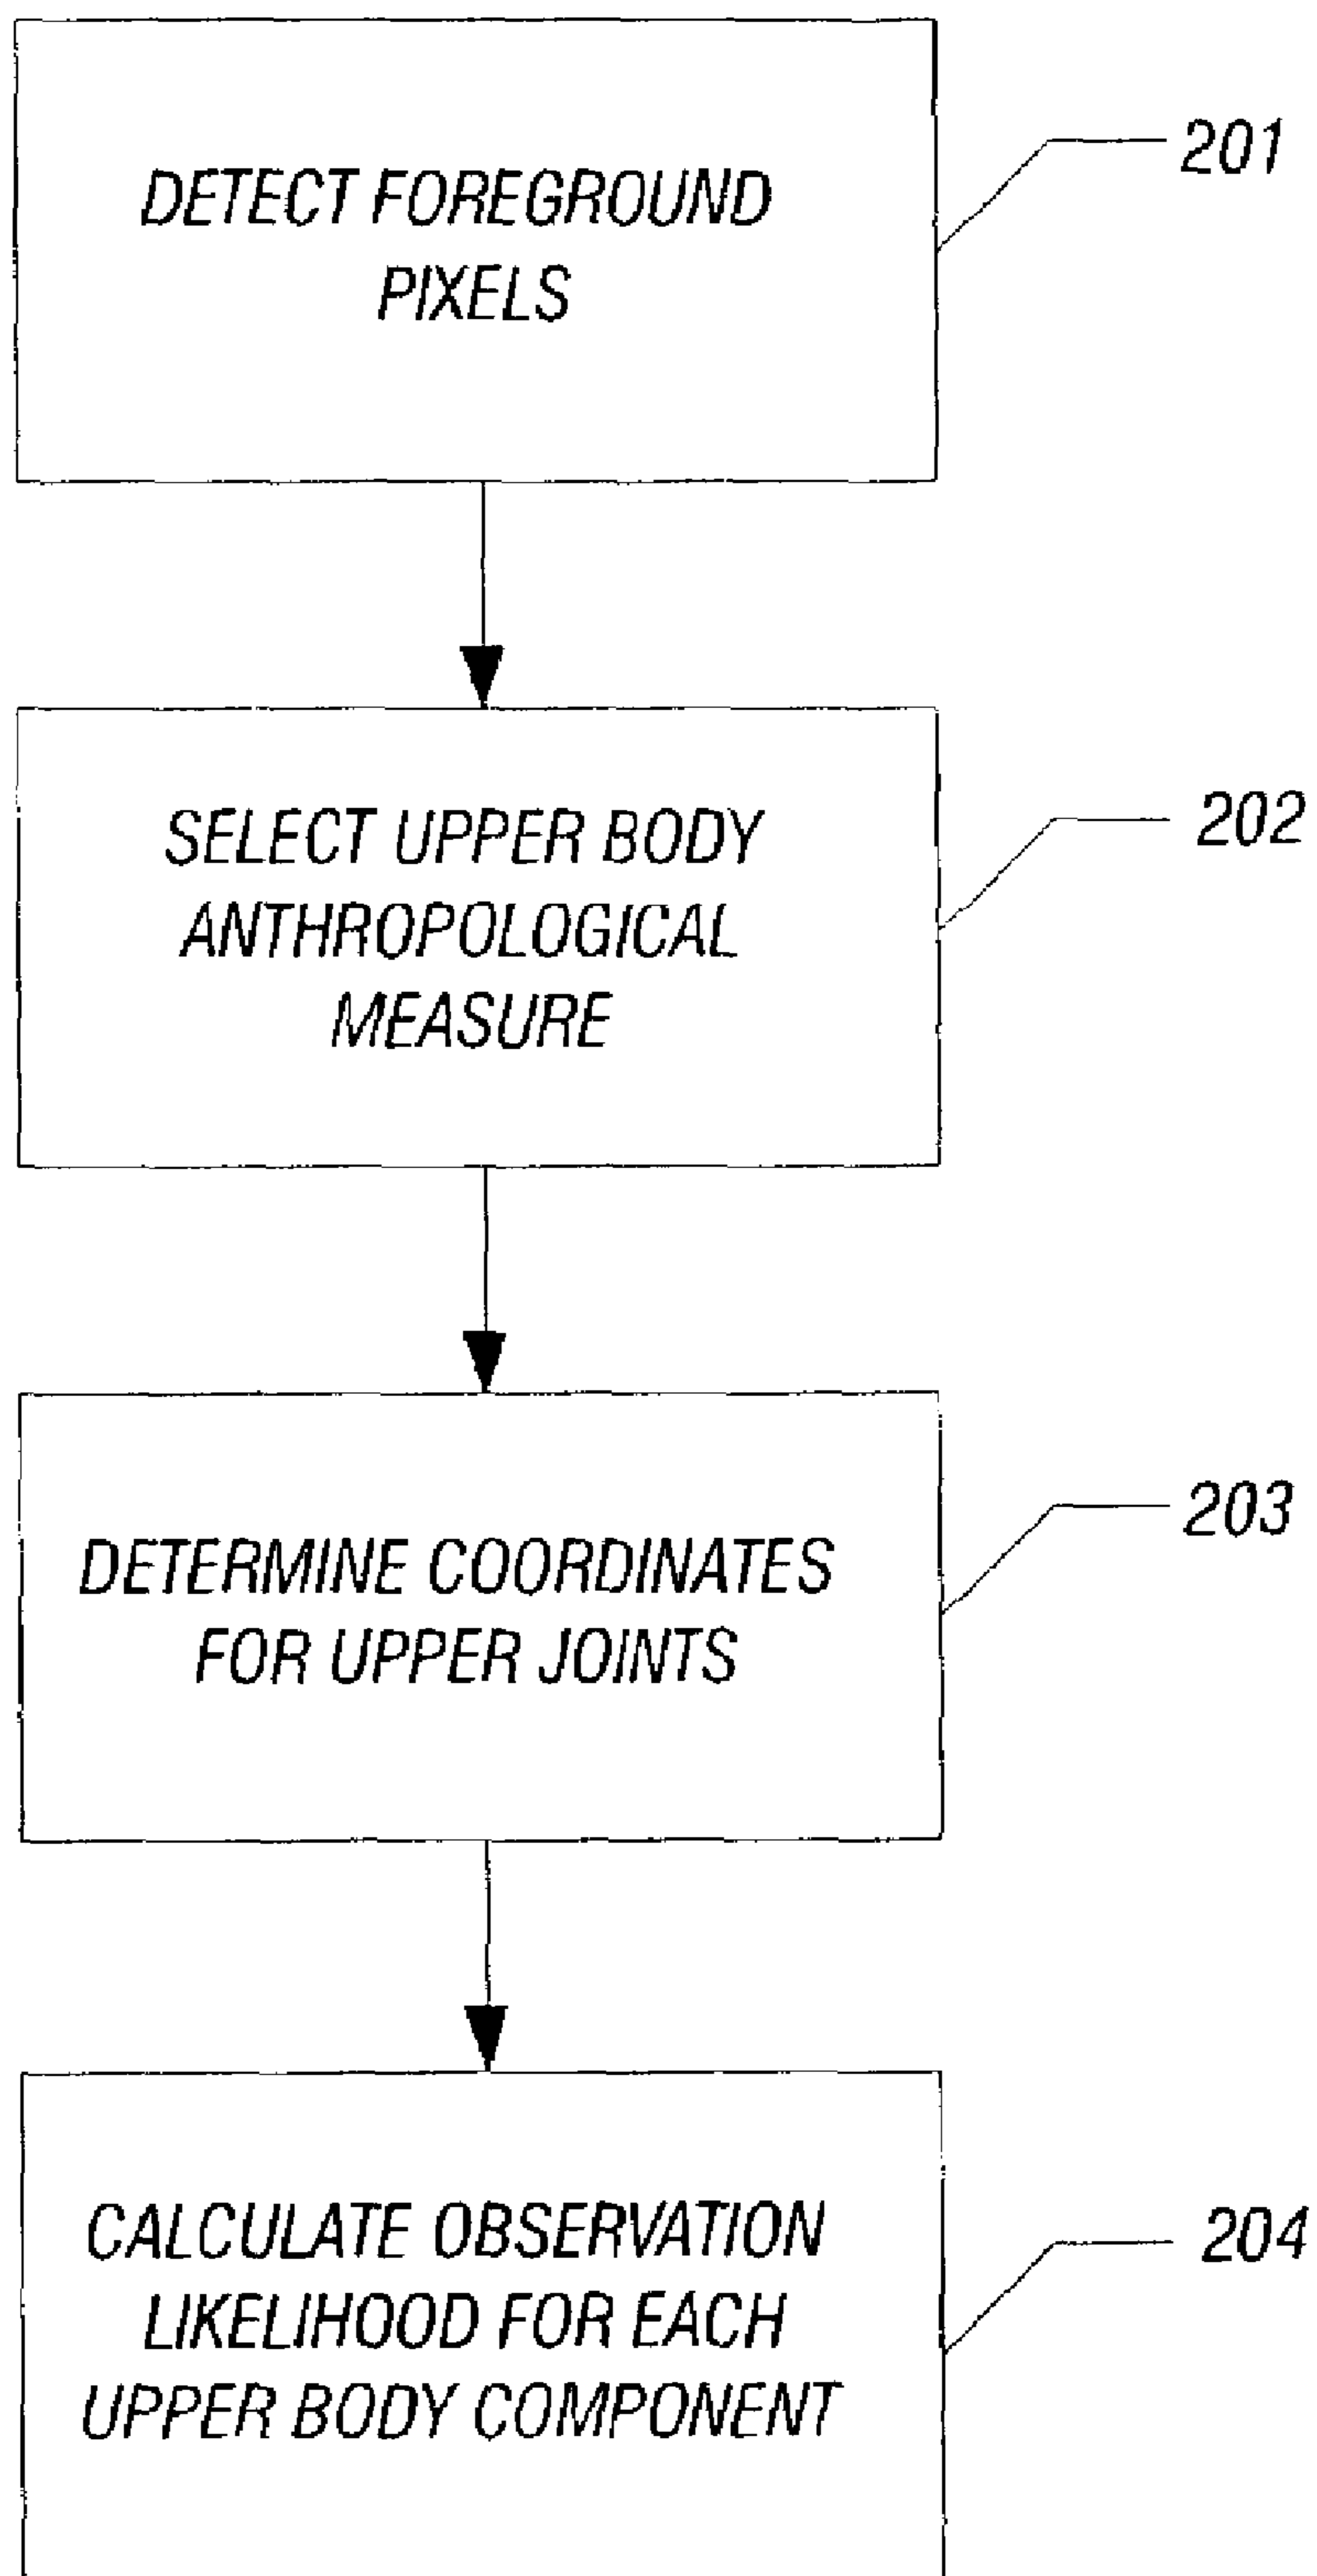 DETECT FOREGROUND
PIXELS
201
SELECT UPPER BODY
ANTHROPOLOGICAL
MEASURE
202
DETERMINE COORDINATES
FOR UPPER JOINTS
203
CALCULATE OBSERVATION
LIKELIHOOD FOR EACH
UPPER BODY COMPONENT
204